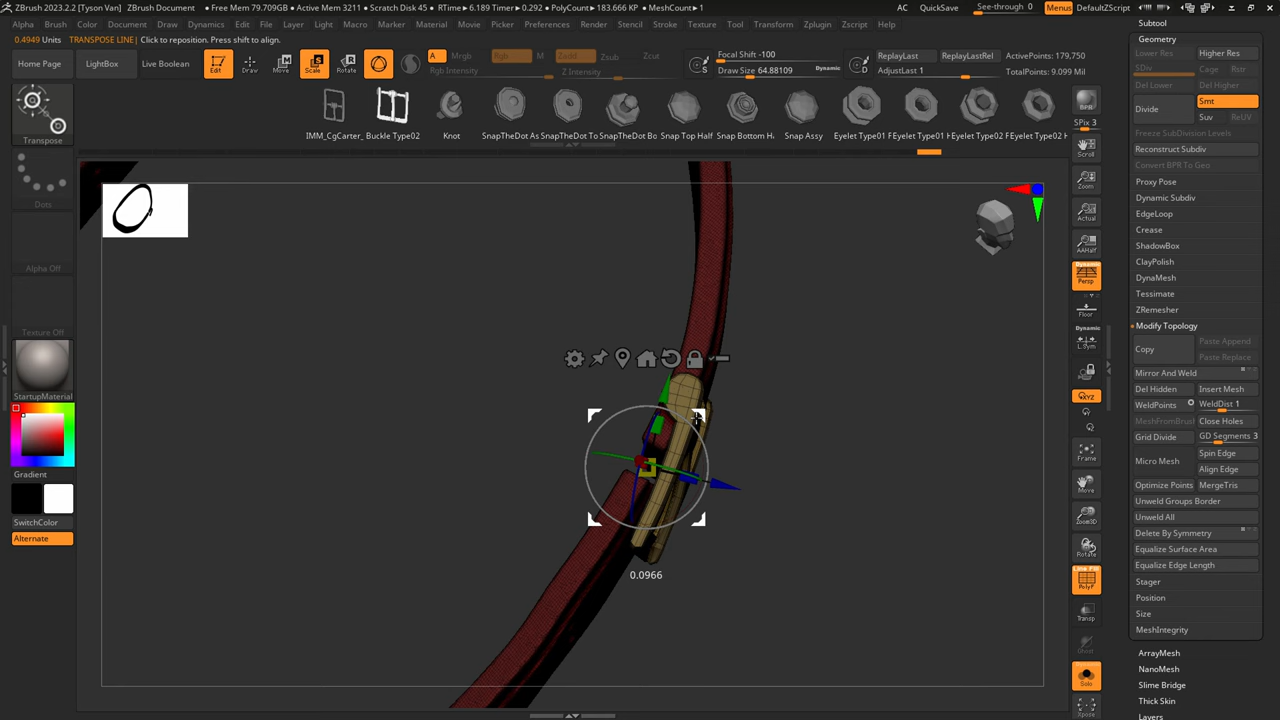 ZBrush 2023.2.2 [Tyson Van]   ZBrush Document   • Free Mem 79.709GB • Active Mem 3211 • Scratch Disk 45 • RTime▸6.189 Timer▸0.292 • PolyCount▸183.666 KP • MeshCount▸1
AC QuickSave See-through 0 Menus DefaultZScript
Alpha Brush Color Document Draw Dynamics Edit File Layer Light Macro Marker Material Movie Picker Preferences Render Stencil Stroke Texture Tool Transform Zplugin Zscript Help
0.4949 Units TRANSPOSE LINE| Click to reposition. Press shift to align.
Home Page LightBox Live Boolean Edit Draw Move Scale Rotate
A Mrgb Rgb M Zadd Zsub Zcut
Rgb Intensity Z Intensity
Focal Shift -100
Draw Size 64.88109 Dynamic
S D
ReplayLast ReplayLastRel ActivePoints: 179,750
AdjustLast 1 TotalPoints: 9.099 Mil
IMM_CgCarter_ Buckle Type02 Knot SnapTheDot As SnapTheDot To SnapTheDot Bo Snap Top Half Snap Bottom H Snap Assy Eyelet Type01 F Eyelet Type01 H Eyelet Type02 F Eyelet Type02 H
Transpose
Dots
Alpha Off
Texture Off
StartupMaterial
Gradient
SwitchColor
Alternate
0.0966
BPR
SPix 3
Scroll
Zoom
Actual
AAHalf
Dynamic
Persp
Floor
Dynamic
L.Sym
XYZ
Frame
Move
Zoom3D
Rotate
Line Fill
PolyF
Transp
Ghost
Dynamic
Solo
Xpose
Subtool
Geometry
Lower Res Higher Res
SDiv Cage Rstr
Del Lower Del Higher
Divide Smt
Suv ReUV
Freeze SubDivision Levels
Reconstruct Subdiv
Convert BPR To Geo
Proxy Pose
Dynamic Subdiv
EdgeLoop
Crease
ShadowBox
ClayPolish
DynaMesh
Tessimate
ZRemesher
Modify Topology
Copy Paste Append
Paste Replace
Mirror And Weld
Del Hidden Insert Mesh
WeldPoints WeldDist 1
MeshFromBrush Close Holes
Grid Divide GD Segments 3
Micro Mesh Spin Edge
Align Edge
Optimize Points MergeTris
Unweld Groups Border
Unweld All
Delete By Symmetry
Equalize Surface Area
Equalize Edge Length
Stager
Position
Size
MeshIntegrity
ArrayMesh
NanoMesh
Slime Bridge
Thick Skin
Layers